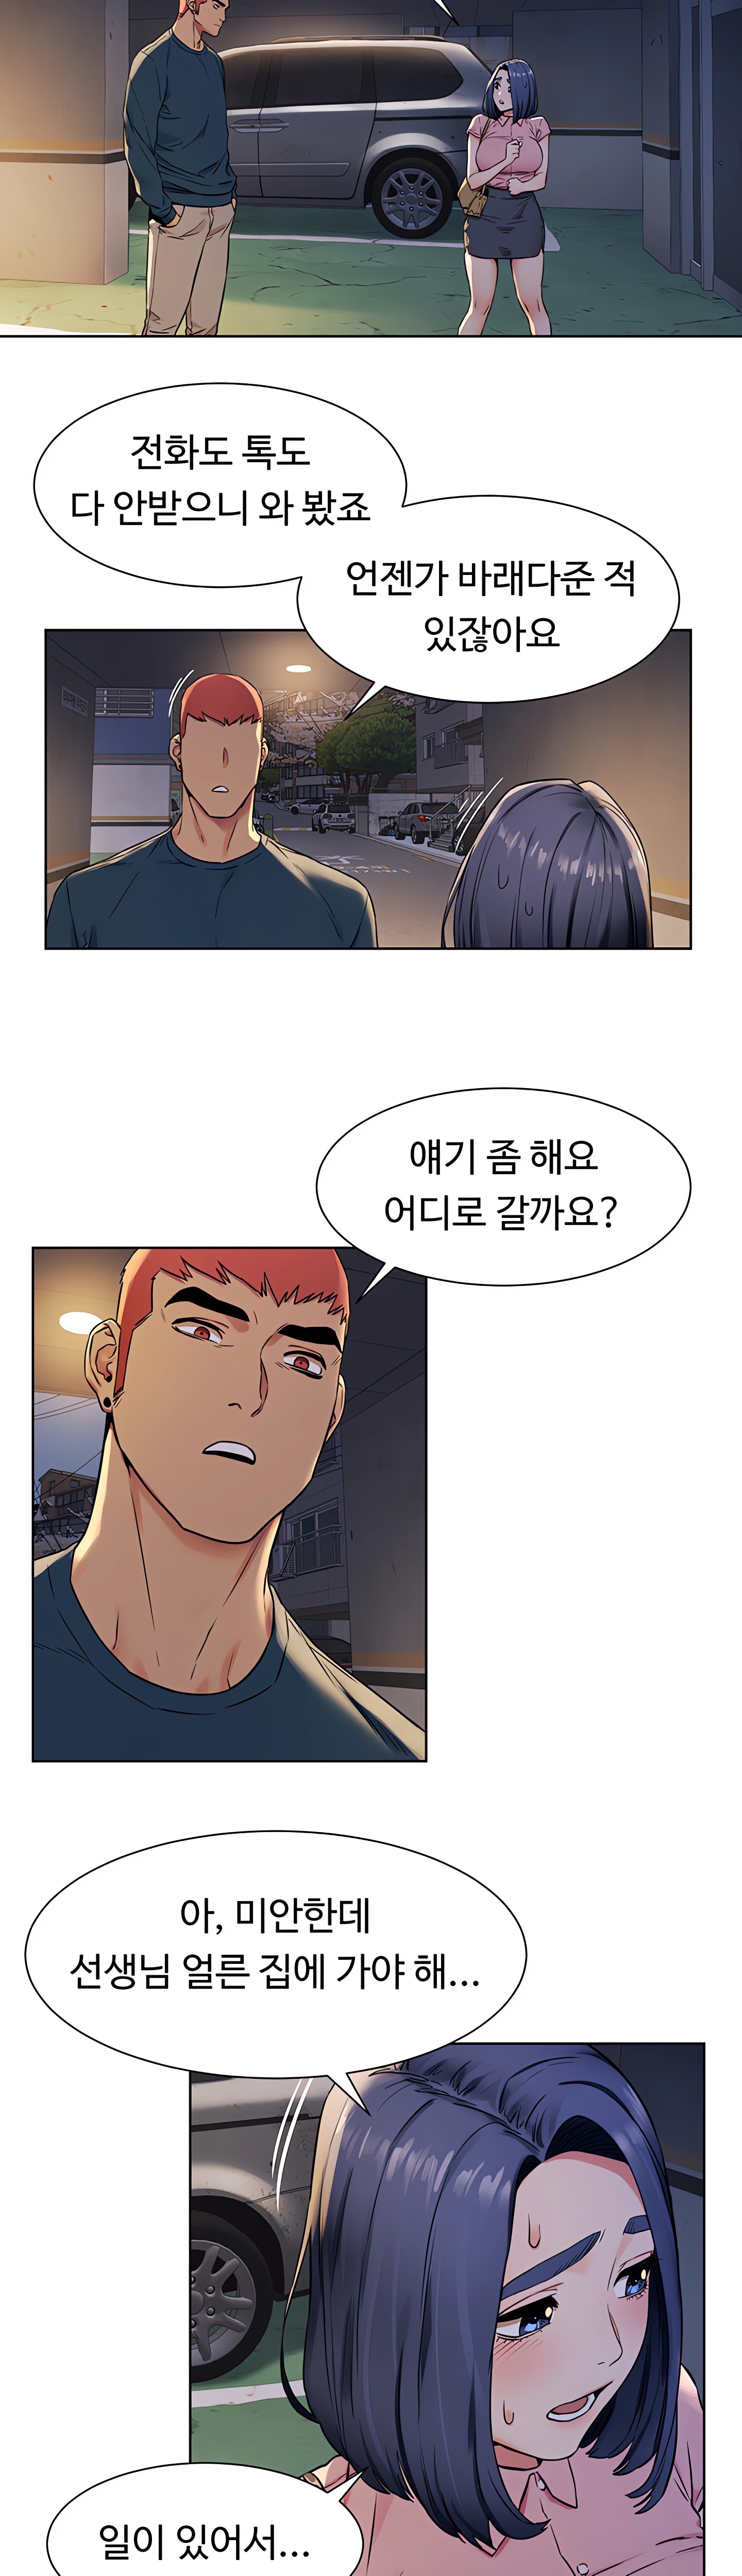 전화도 톡도
다 안받으니 와 봤죠
언젠가 바래다준 적
있잖아요
얘기 좀 해요
어디로 갈까요?
아, 미안한데
선생님 얼른 집에 가야 해...
일이 있어서...